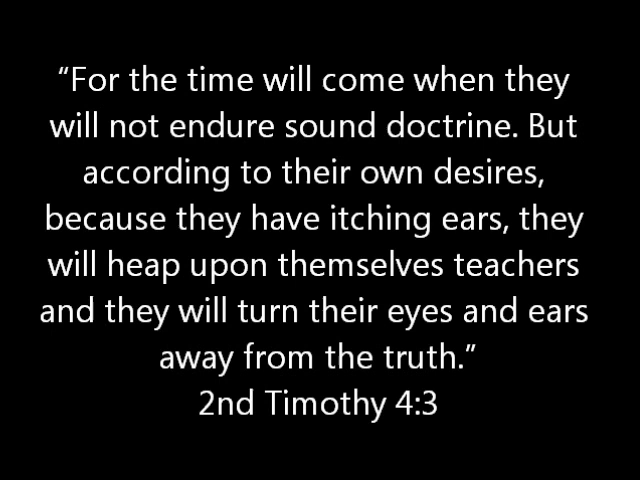 “For the time will come when they
will not endure sound doctrine. But
according to their own desires,
because they have itching ears, they
will heap upon themselves teachers
and they will turn their eyes and ears
away from the truth.”
2nd Timothy 4:3